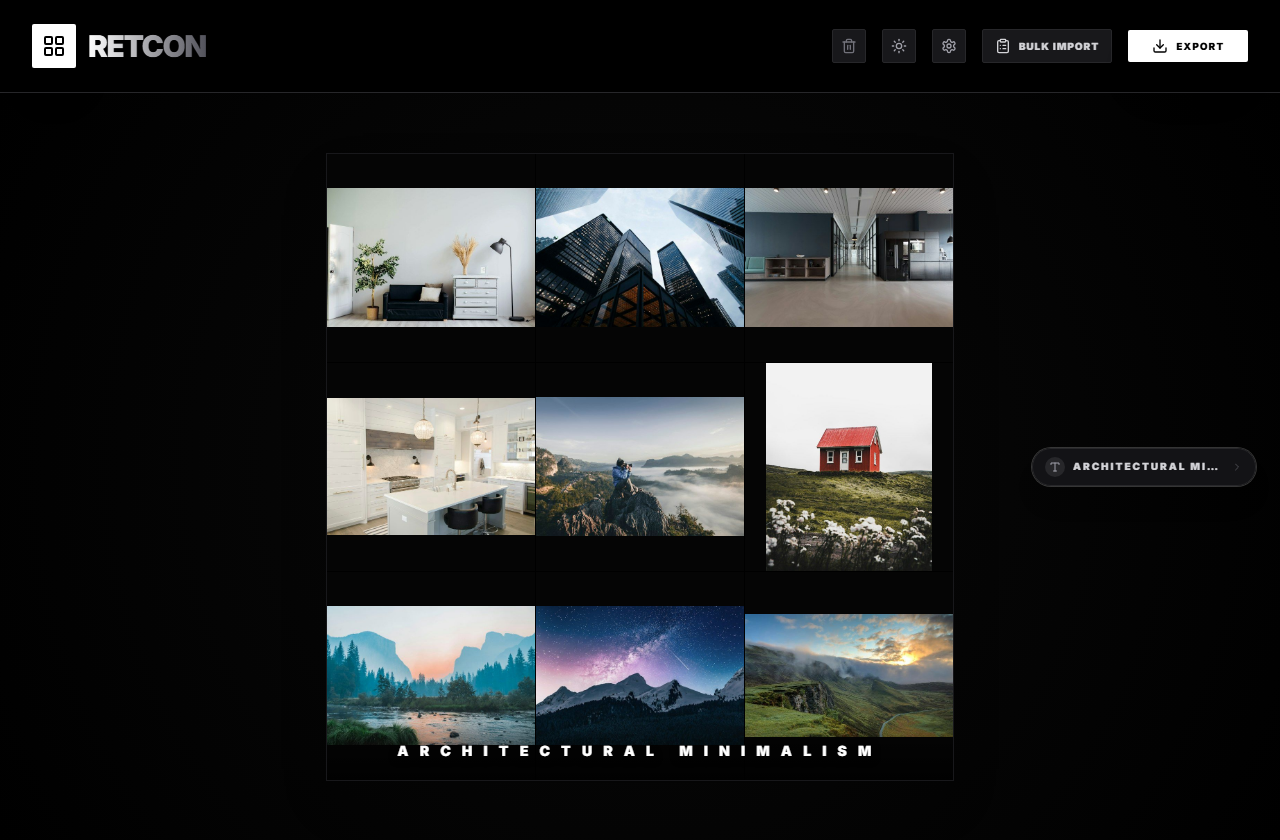 RETCON
BULK IMPORT
EXPORT
ARCHITECTURAL MI...
ARCHITECTURAL MINIMALISM